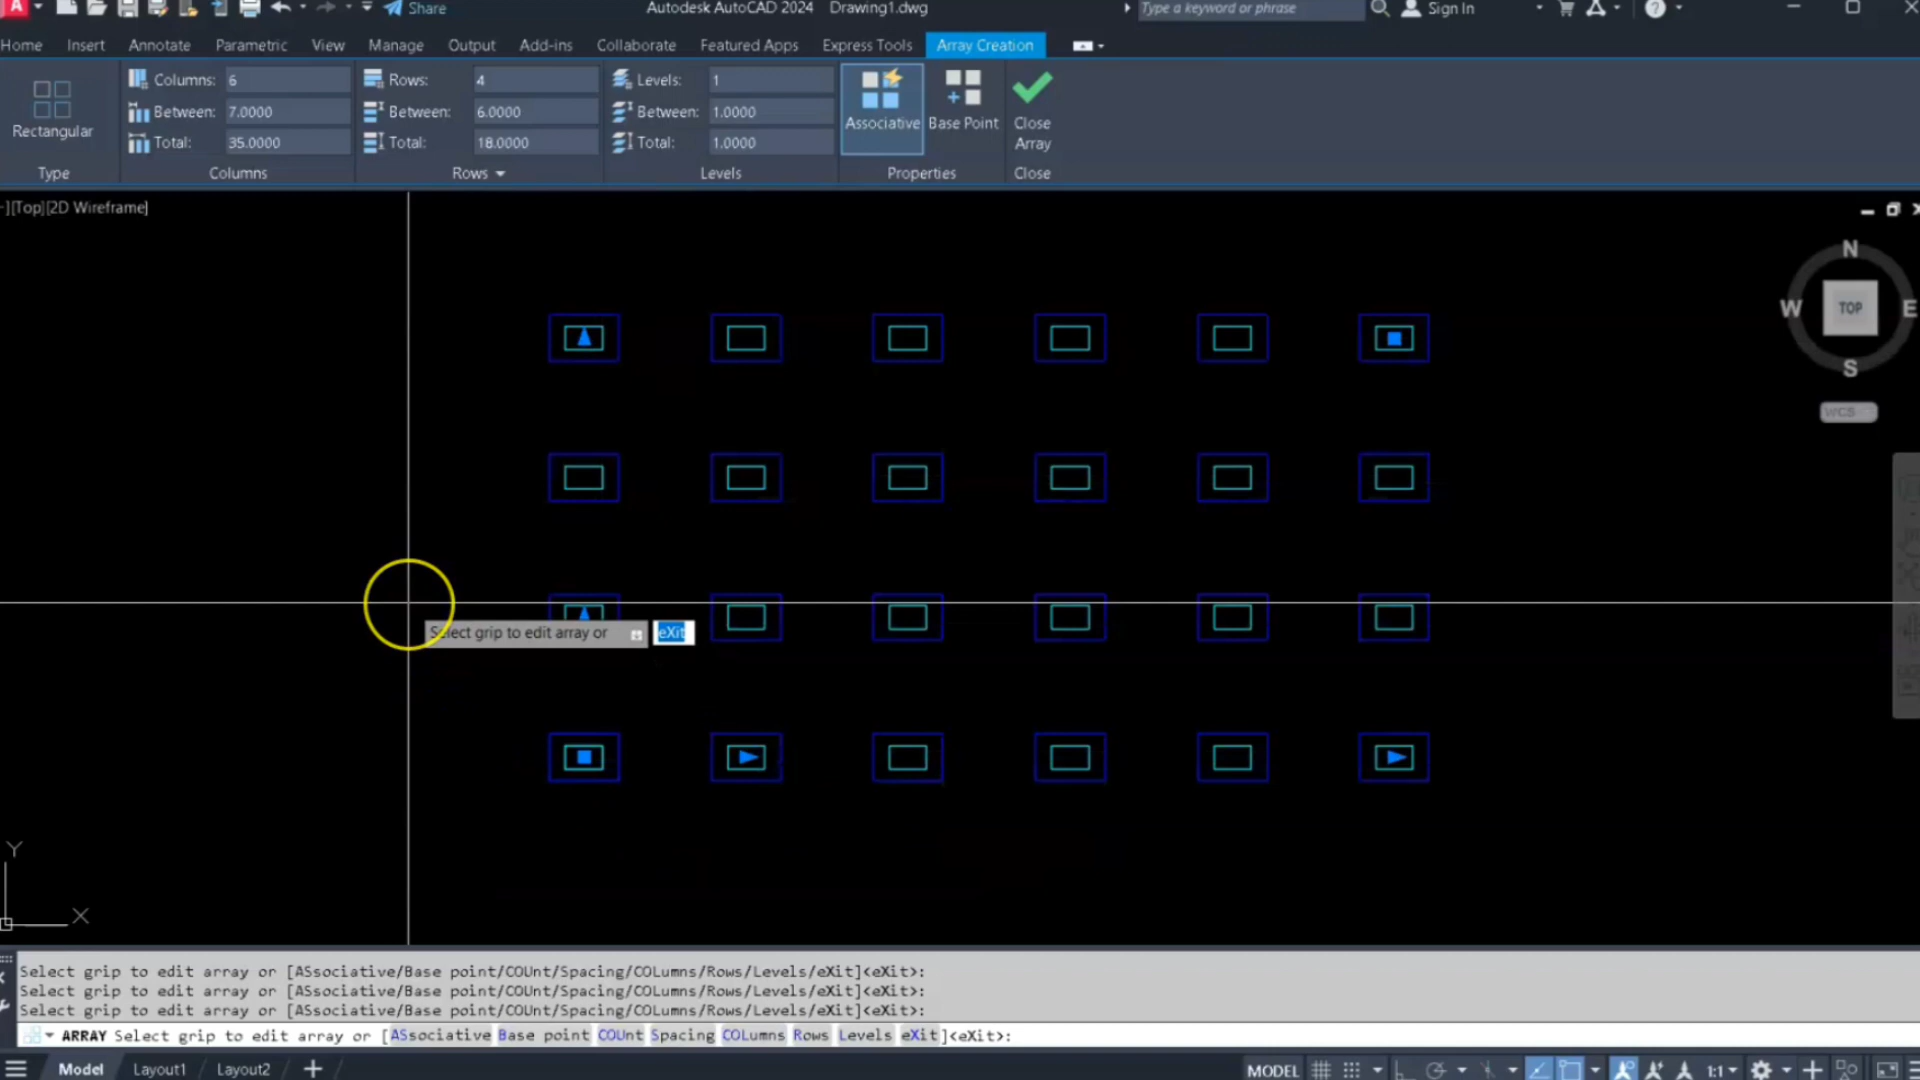 A Share Autodesk AutoCAD 2024 Drawing1.dwg Type a keyword or phrase Sign In ?
Home Insert Annotate Parametric View Manage Output Add-ins Collaborate Featured Apps Express Tools Array Creation
Columns: 6 Rows: 4 Levels: 1
Between: 7.0000 Between: 6.0000 Between: 1.0000
Rectangular Associative Base Point Close
Array
Total: 35.0000 Total: 18.0000 Total: 1.0000
Type Columns Rows Levels Properties Close
-][Top][2D Wireframe]
N
W TOP E
S
WCS
Select grip to edit array or eXit
Y
X
Select grip to edit array or [ASsociative/Base point/COUnt/Spacing/COLumns/Rows/Levels/eXit]<eXit>:
Select grip to edit array or [ASsociative/Base point/COUnt/Spacing/COLumns/Rows/Levels/eXit]<eXit>:
Select grip to edit array or [ASsociative/Base point/COUnt/Spacing/COLumns/Rows/Levels/eXit]<eXit>:
ARRAY Select grip to edit array or [ASsociative Base point COUnt Spacing COLumns Rows Levels eXit]<eXit>:
Model Layout1 Layout2 + MODEL 1:1